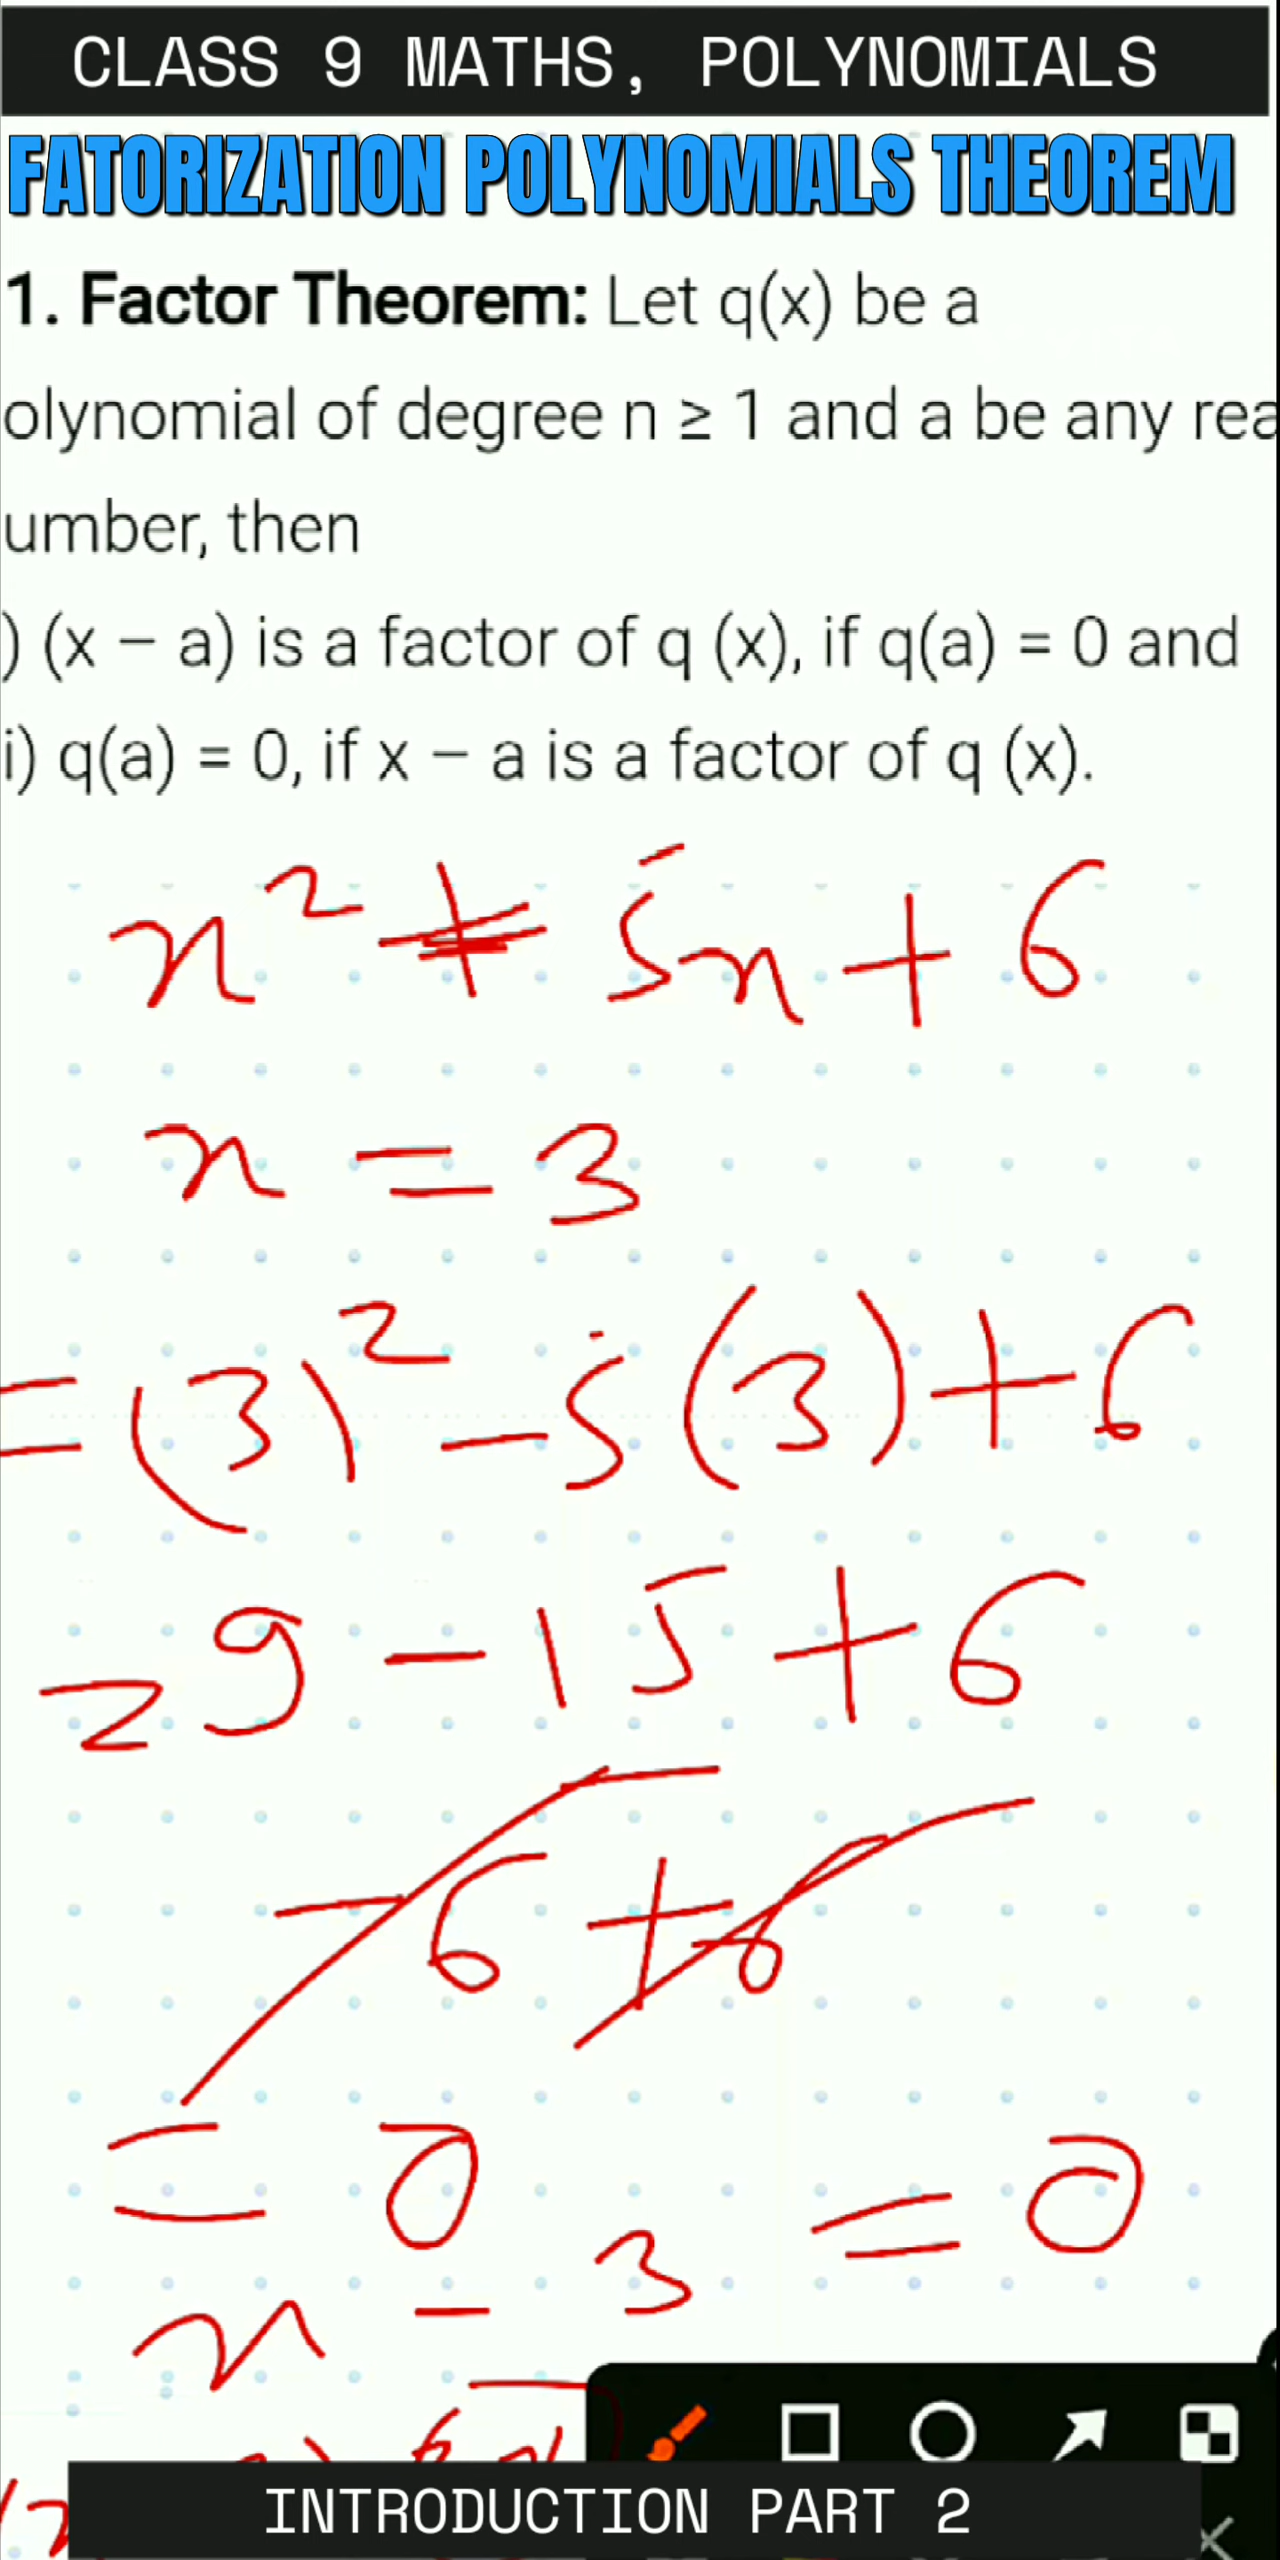 CLASS 9 MATHS, POLYNOMIALS
FATORIZATION POLYNOMIALS THEOREM
1. Factor Theorem: Let q(x) be a
olynomial of degree n ≥ 1 and a be any rea
umber, then
) (x – a) is a factor of q (x), if q(a) = 0 and
i) q(a) = 0, if x – a is a factor of q (x).
x² - 5x + 6
x = 3
= (3)² - 5(3) + 6
= 9 - 15 + 6
- 6 + 6
= 0
x - 3 = 0
INTRODUCTION PART 2